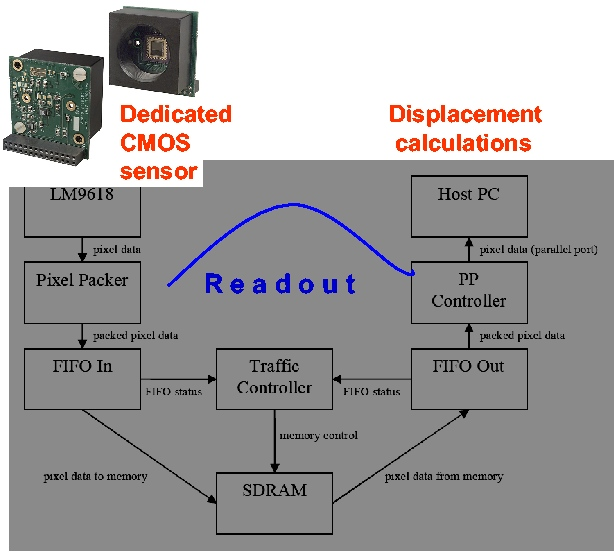 Dedicated
CMOS
sensor
Displacement
calculations
LM9618
Host PC
pixel data
pixel data (parallel port)
Pixel Packer
Readout
PP
Controller
packed pixel data
packed pixel data
FIFO In
Traffic
Controller
FIFO Out
FIFO status
FIFO status
memory control
pixel data to memory
pixel data from memory
SDRAM